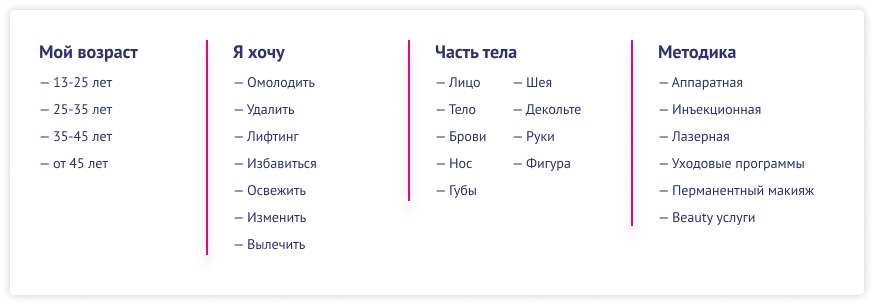 Мой возраст
— 13-25 лет
— 25-35 лет
— 35-45 лет
— от 45 лет
Я хочу
— Омолодить
— Удалить
— Лифтинг
— Избавиться
— Освежить
— Изменить
— Вылечить
Часть тела
— Лицо
— Тело
— Брови
— Нос
— Губы
— Шея
— Декольте
— Руки
— Фигура
Методика
— Аппаратная
— Инъекционная
— Лазерная
— Уходовые программы
— Перманентный макияж
— Beauty услуги